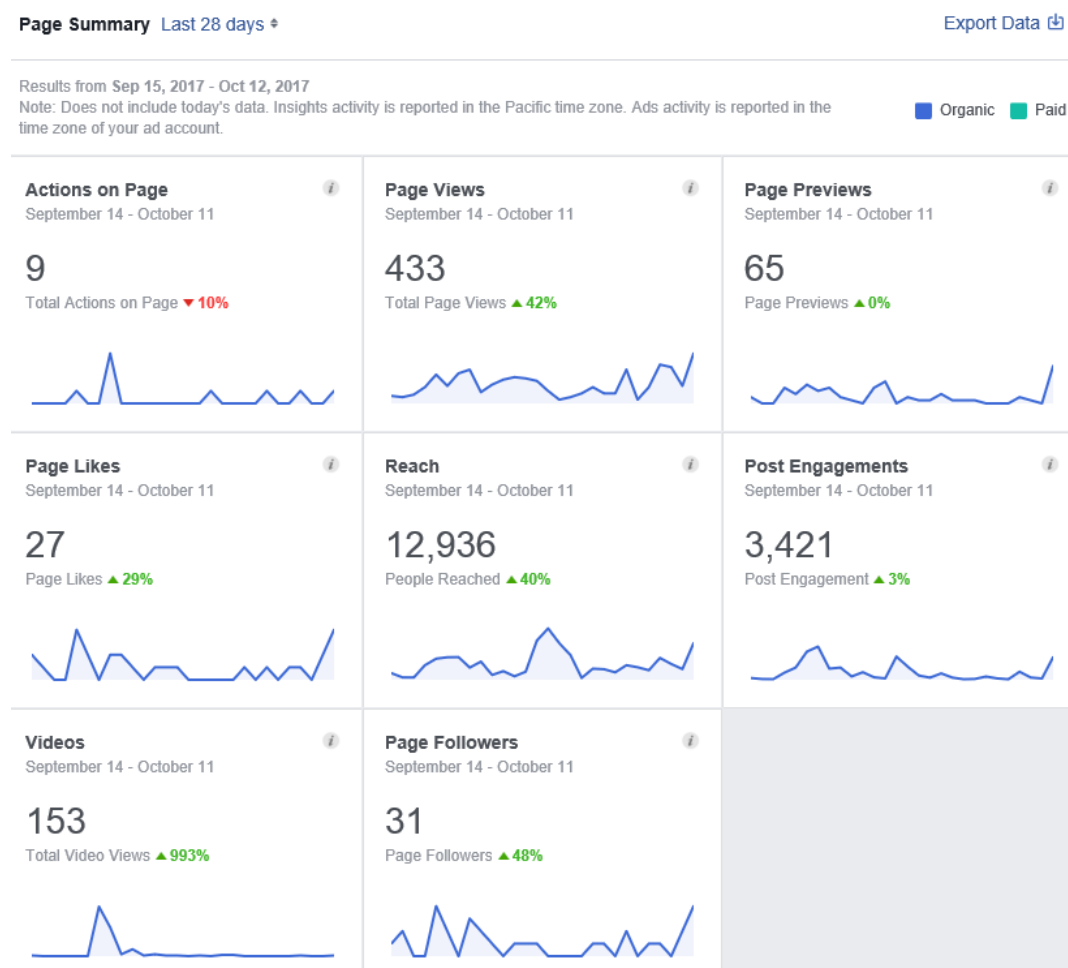 Page Summary Last 28 days
Export Data
Results from Sep 15, 2017 - Oct 12, 2017
Note: Does not include today's data. Insights activity is reported in the Pacific time zone. Ads activity is reported in the
time zone of your ad account.
Organic Paid
Actions on Page
September 14 - October 11
9
Total Actions on Page ▼ 10%
Page Views
September 14 - October 11
433
Total Page Views ▲ 42%
Page Previews
September 14 - October 11
65
Page Previews ▲ 0%
Page Likes
September 14 - October 11
27
Page Likes ▲ 29%
Reach
September 14 - October 11
12,936
People Reached ▲ 40%
Post Engagements
September 14 - October 11
3,421
Post Engagement ▲ 3%
Videos
September 14 - October 11
153
Total Video Views ▲ 993%
Page Followers
September 14 - October 11
31
Page Followers ▲ 48%